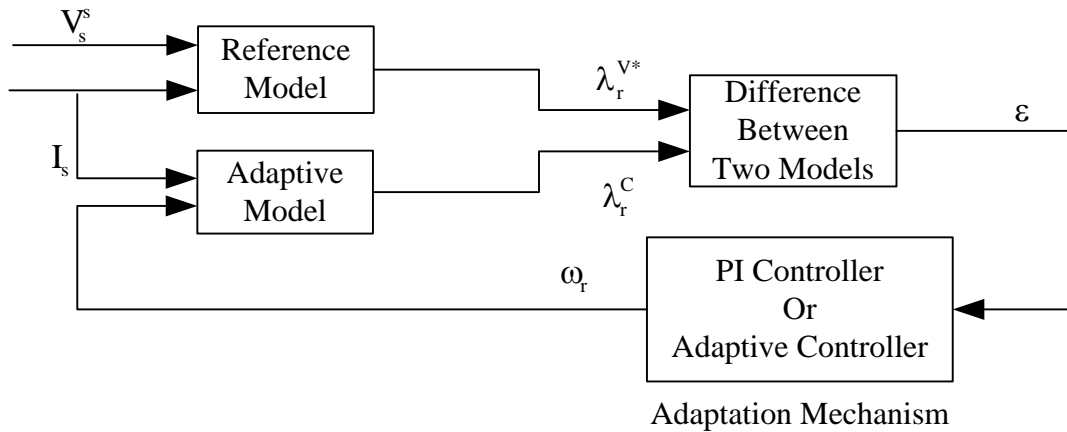 V_s^s
Reference
Model
λ_r^{V*}
Difference
Between
Two Models
ε
I_s
Adaptive
Model
λ_r^C
ω_r
PI Controller
Or
Adaptive Controller
Adaptation Mechanism